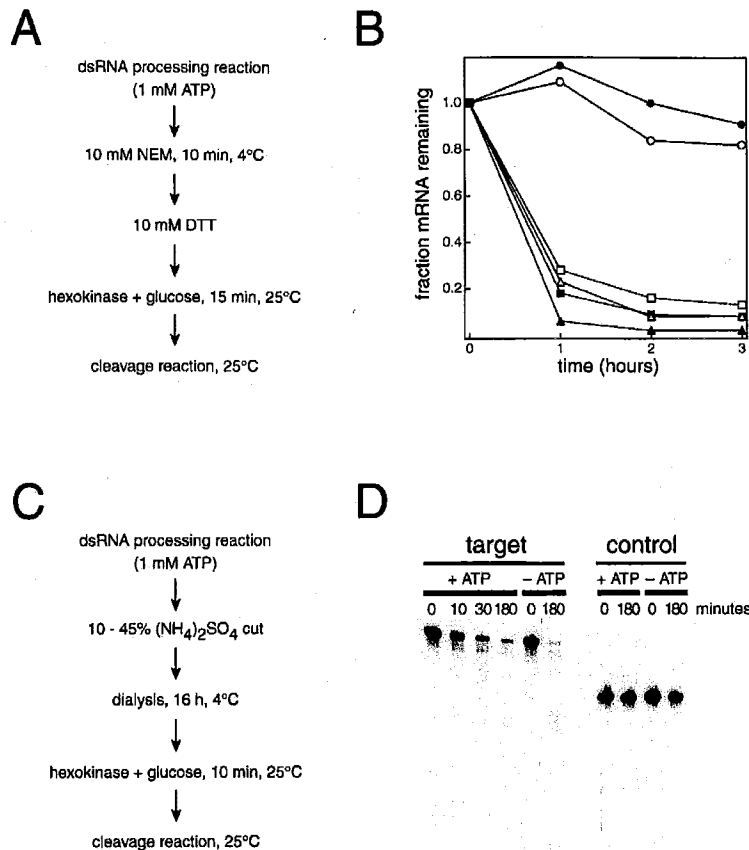 A
dsRNA processing reaction
(1 mM ATP)
10 mM NEM, 10 min, 4°C
10 mM DTT
hexokinase + glucose, 15 min, 25°C
cleavage reaction, 25°C
B
fraction mRNA remaining
1.0
0.8
0.6
0.4
0.2
0 1 2 3
time (hours)
C
dsRNA processing reaction
(1 mM ATP)
10 - 45% (NH4)2SO4 cut
dialysis, 16 h, 4°C
hexokinase + glucose, 10 min, 25°C
cleavage reaction, 25°C
D
target control
+ ATP – ATP + ATP – ATP
0 10 30 180 0 180 0 180 0 180 minutes